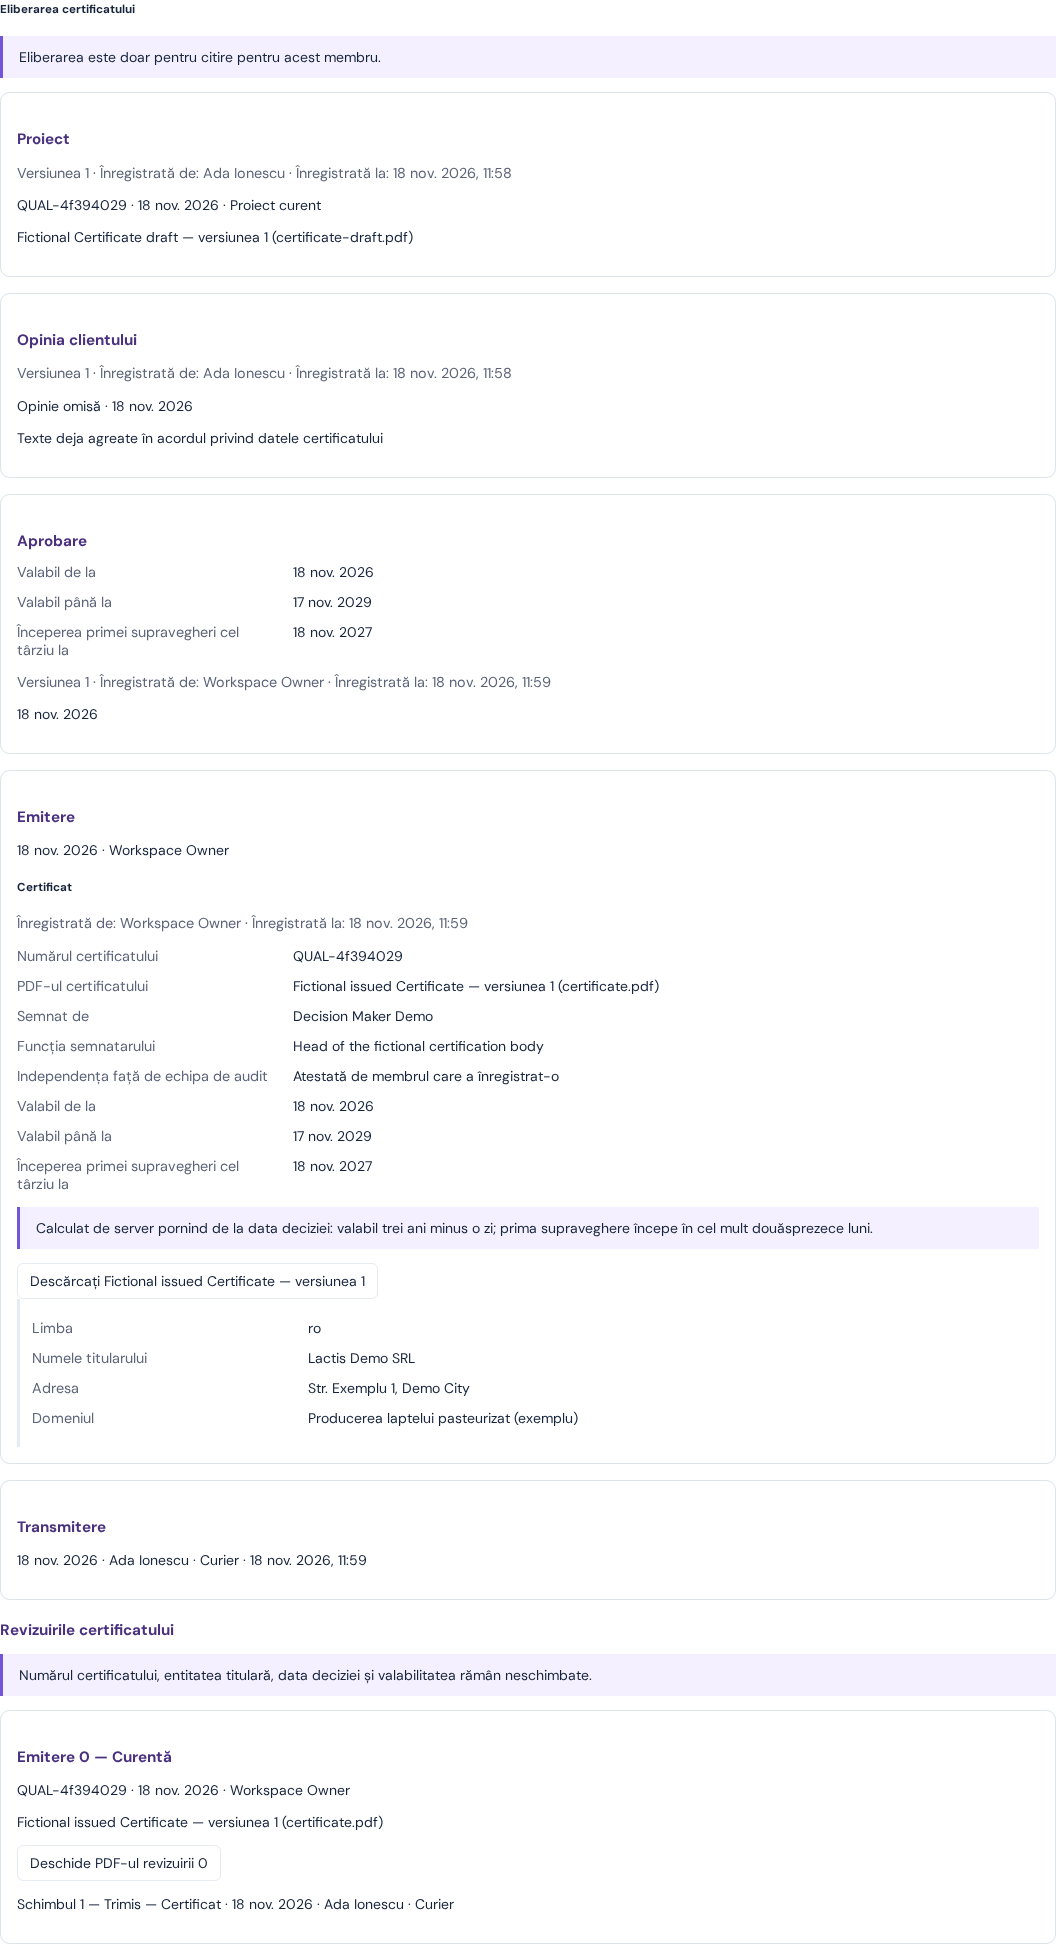 Eliberarea certificatului
Eliberarea este doar pentru citire pentru acest membru.
Proiect
Versiunea 1 · Înregistrată de: Ada Ionescu · Înregistrată la: 18 nov. 2026, 11:58
QUAL-4f394029 · 18 nov. 2026 · Proiect curent
Fictional Certificate draft — versiunea 1 (certificate-draft.pdf)
Opinia clientului
Versiunea 1 · Înregistrată de: Ada Ionescu · Înregistrată la: 18 nov. 2026, 11:58
Opinie omisă · 18 nov. 2026
Texte deja agreate în acordul privind datele certificatului
Aprobare
Valabil de la 18 nov. 2026
Valabil până la 17 nov. 2029
Începerea primei supravegheri cel 18 nov. 2027
târziu la
Versiunea 1 · Înregistrată de: Workspace Owner · Înregistrată la: 18 nov. 2026, 11:59
18 nov. 2026
Emitere
18 nov. 2026 · Workspace Owner
Certificat
Înregistrată de: Workspace Owner · Înregistrată la: 18 nov. 2026, 11:59
Numărul certificatului QUAL-4f394029
PDF-ul certificatului Fictional issued Certificate — versiunea 1 (certificate.pdf)
Semnat de Decision Maker Demo
Funcția semnatarului Head of the fictional certification body
Independența față de echipa de audit Atestată de membrul care a înregistrat-o
Valabil de la 18 nov. 2026
Valabil până la 17 nov. 2029
Începerea primei supravegheri cel 18 nov. 2027
târziu la
Calculat de server pornind de la data deciziei: valabil trei ani minus o zi; prima supraveghere începe în cel mult douăsprezece luni.
Descărcați Fictional issued Certificate — versiunea 1
Limba ro
Numele titularului Lactis Demo SRL
Adresa Str. Exemplu 1, Demo City
Domeniul Producerea laptelui pasteurizat (exemplu)
Transmitere
18 nov. 2026 · Ada Ionescu · Curier · 18 nov. 2026, 11:59
Revizuirile certificatului
Numărul certificatului, entitatea titulară, data deciziei și valabilitatea rămân neschimbate.
Emitere 0 — Curentă
QUAL-4f394029 · 18 nov. 2026 · Workspace Owner
Fictional issued Certificate — versiunea 1 (certificate.pdf)
Deschide PDF-ul revizuirii 0
Schimbul 1 — Trimis — Certificat · 18 nov. 2026 · Ada Ionescu · Curier